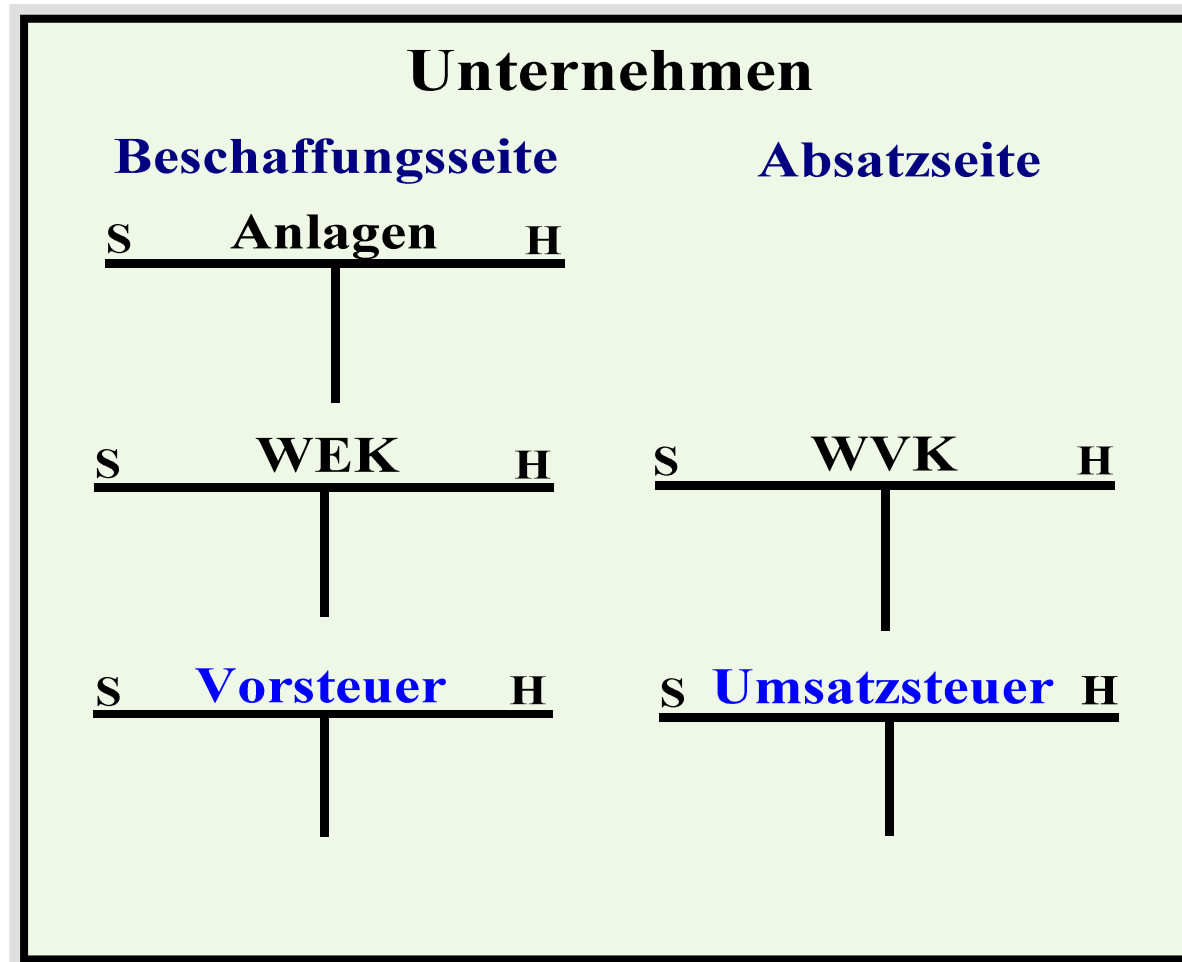 Unternehmen
Beschaffungsseite Absatzseite
S Anlagen H
S WEK H S WVK H
S Vorsteuer H S Umsatzsteuer H